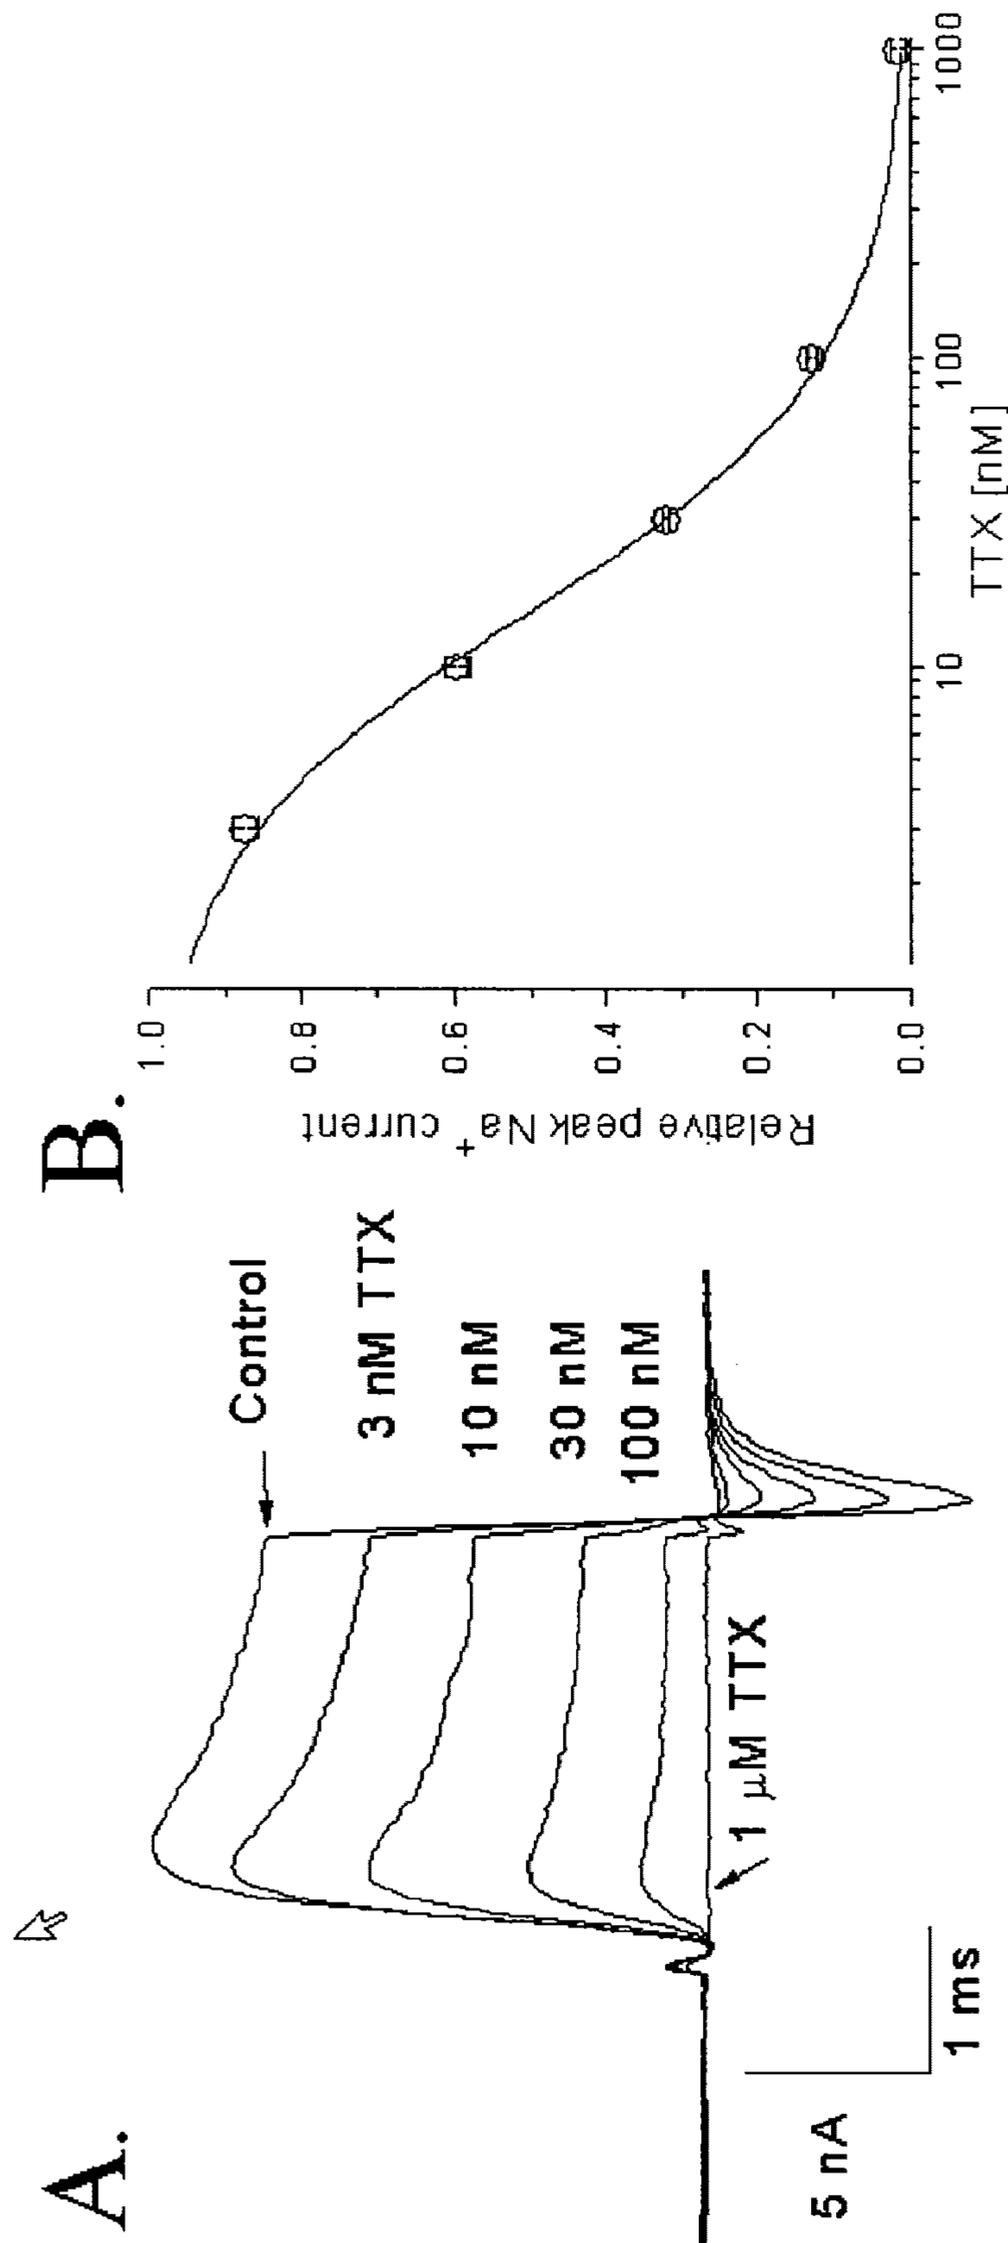 A.
Control
3 nM TTX
10 nM
30 nM
100 nM
1 µM TTX
5 nA
1 ms
B.
Relative peak Na⁺ current
1.0
0.8
0.6
0.4
0.2
0.0
10
100
1000
TTX [nM]